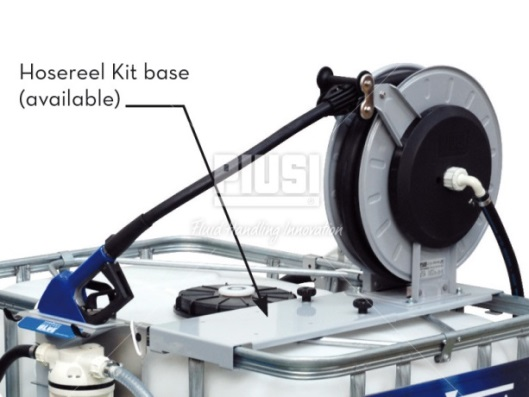 Hosereel Kit base
(available)
PIUSI
Fluid Handling Innovation